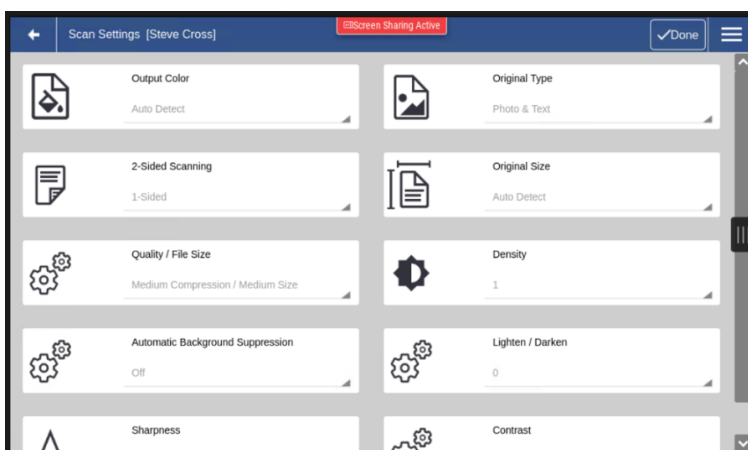 Scan Settings [Steve Cross]
Screen Sharing Active
Done
Output Color
Auto Detect
Original Type
Photo & Text
2-Sided Scanning
1-Sided
Original Size
Auto Detect
Quality / File Size
Medium Compression / Medium Size
Density
1
Automatic Background Suppression
Off
Lighten / Darken
0
Sharpness
Contrast